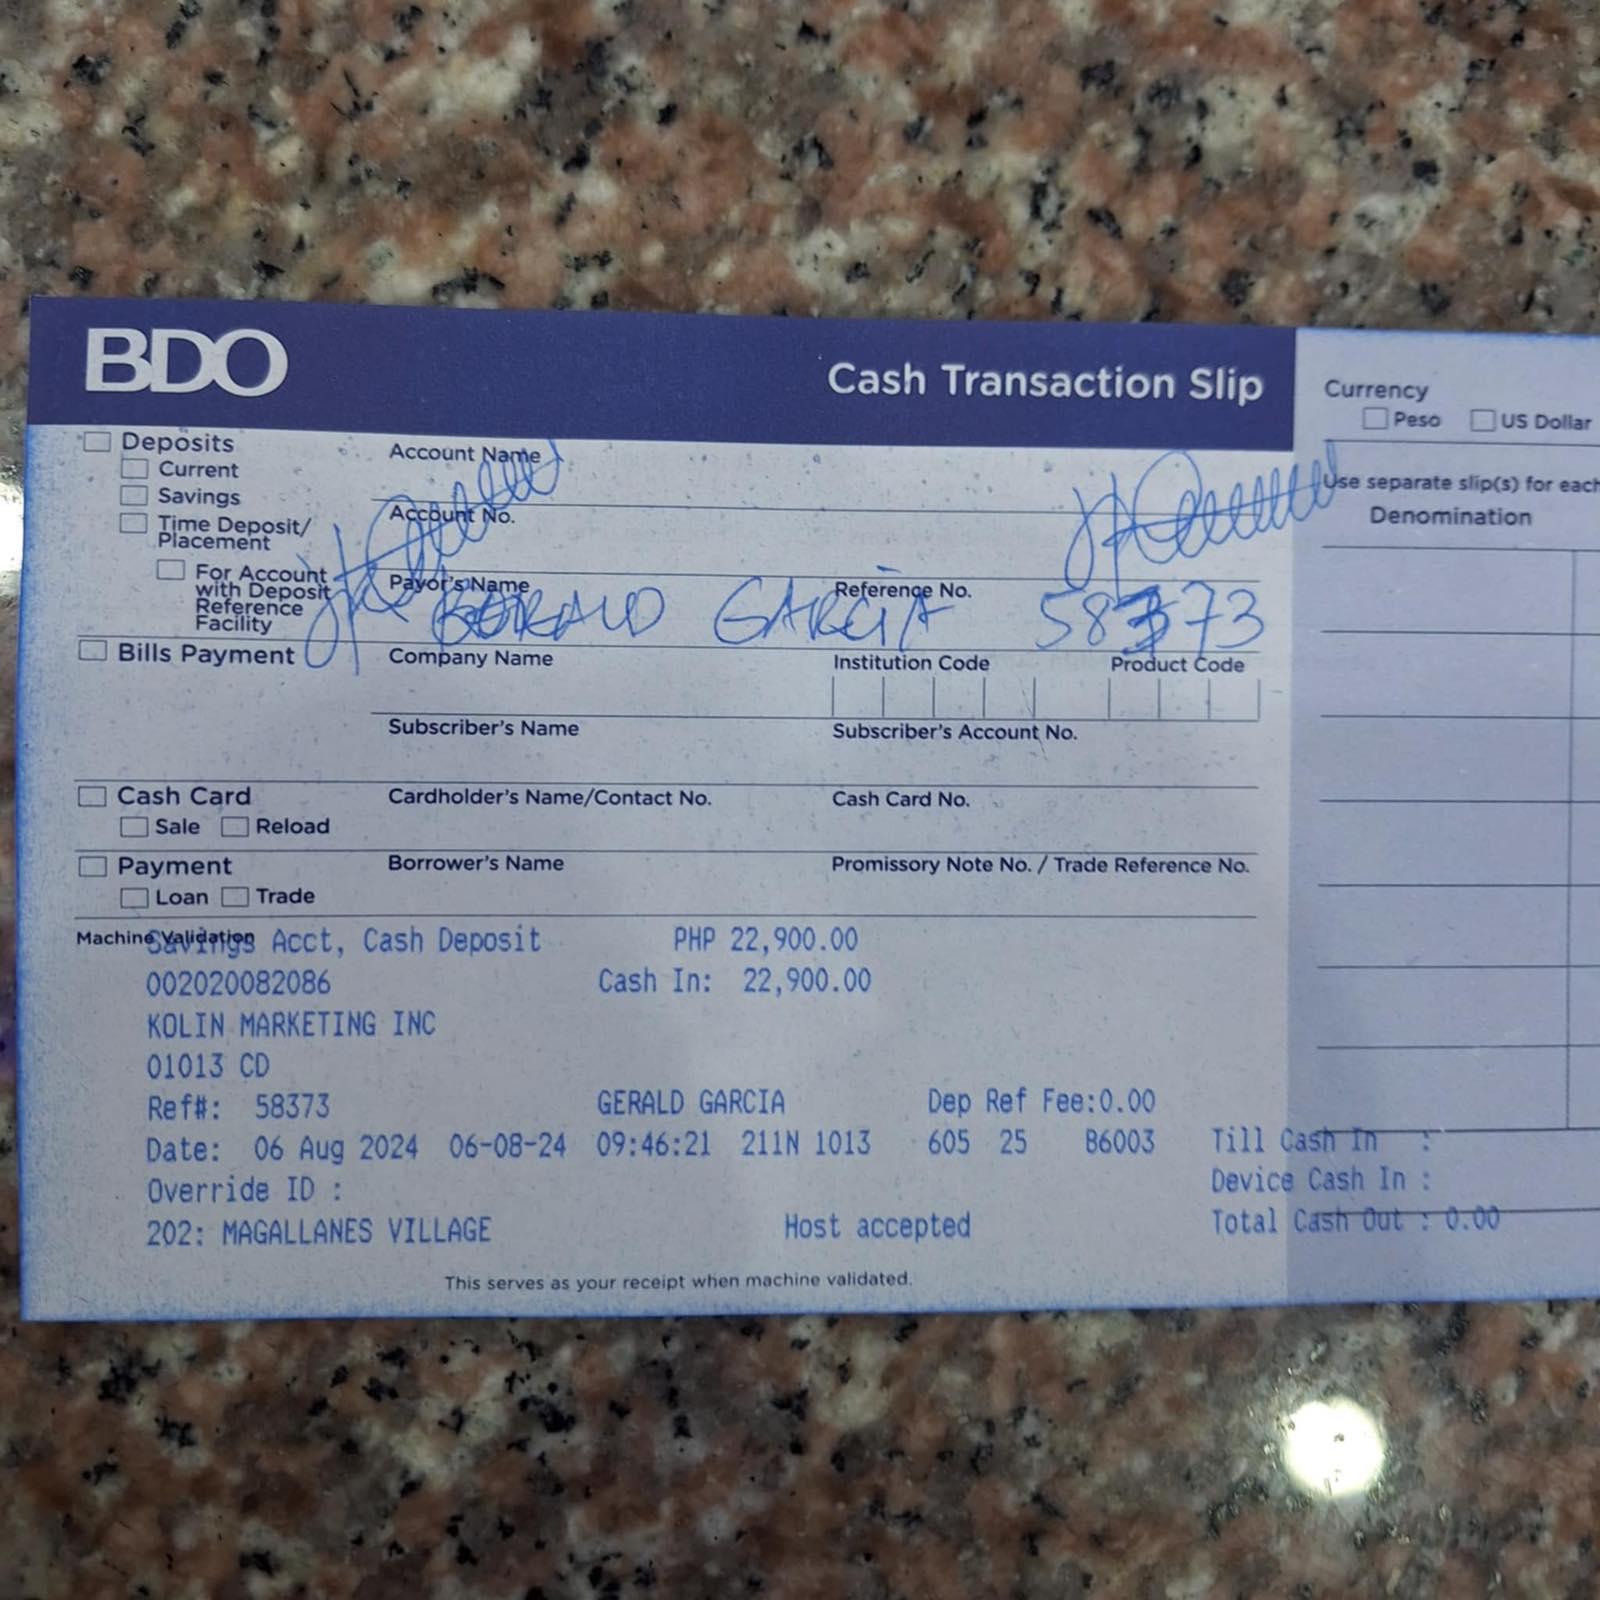 BDO
Cash Transaction Slip
Currency
Peso US Dollar
Deposits
Current
Savings
Time Deposit/
Placement
For Account
with Deposit
Reference
Facility
Account Name
Account No.
Payor's Name Reference No.
GERALD GARCIA 58373
Use separate slip(s) for each
Denomination
Bills Payment
Company Name Institution Code Product Code
Subscriber's Name Subscriber's Account No.
Cash Card Cardholder's Name/Contact No. Cash Card No.
Sale Reload
Payment Borrower's Name Promissory Note No. / Trade Reference No.
Loan Trade
Machine Validation
Savings Acct, Cash Deposit PHP 22,900.00
002020082086 Cash In: 22,900.00
KOLIN MARKETING INC
01013 CD
Ref#: 58373 GERALD GARCIA Dep Ref Fee:0.00
Date: 06 Aug 2024 06-08-24 09:46:21 211N 1013 605 25 B6003 Till Cash In :
Override ID : Device Cash In :
202: MAGALLANES VILLAGE Host accepted Total Cash Out : 0.00
This serves as your receipt when machine validated.